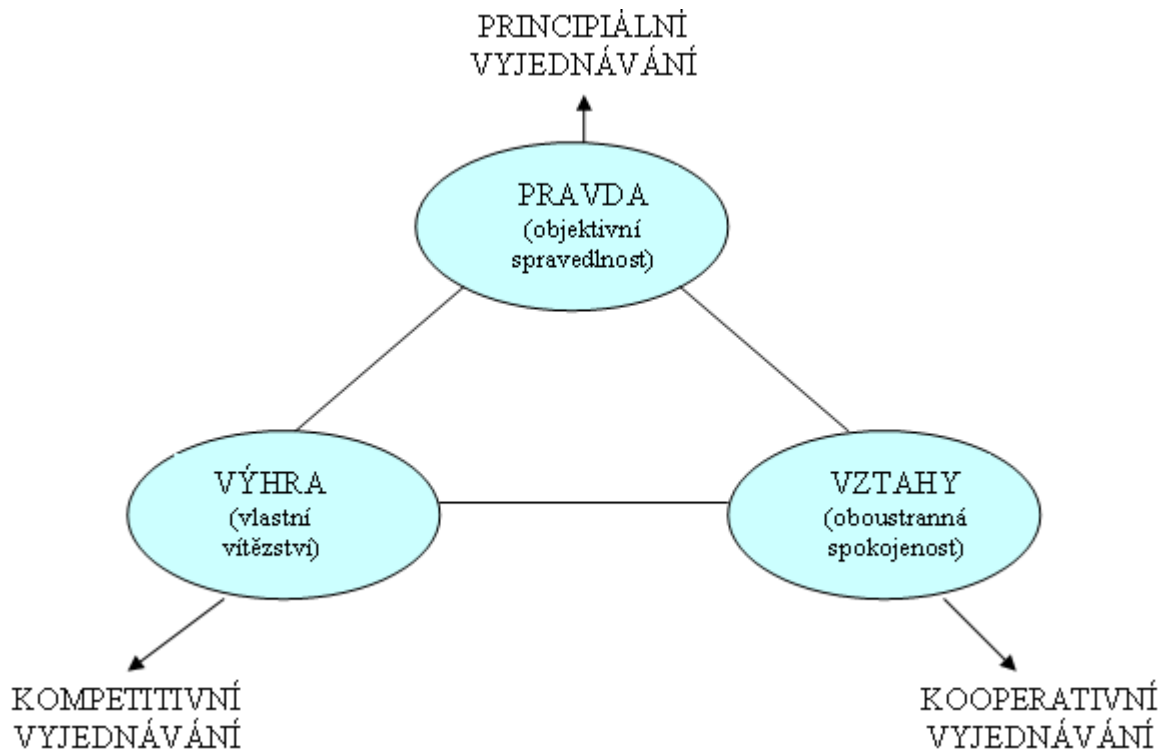 PRINCIPIÁLNÍ
VYJEDNÁVÁNÍ
PRAVDA
(objektivní
spravedlnost)
VÝHRA
(vlastní
vítězství)
VZTAHY
(oboustranná
spokojenost)
KOMPETITIVNÍ
VYJEDNÁVÁNÍ
KOOPERATIVNÍ
VYJEDNÁVÁNÍ